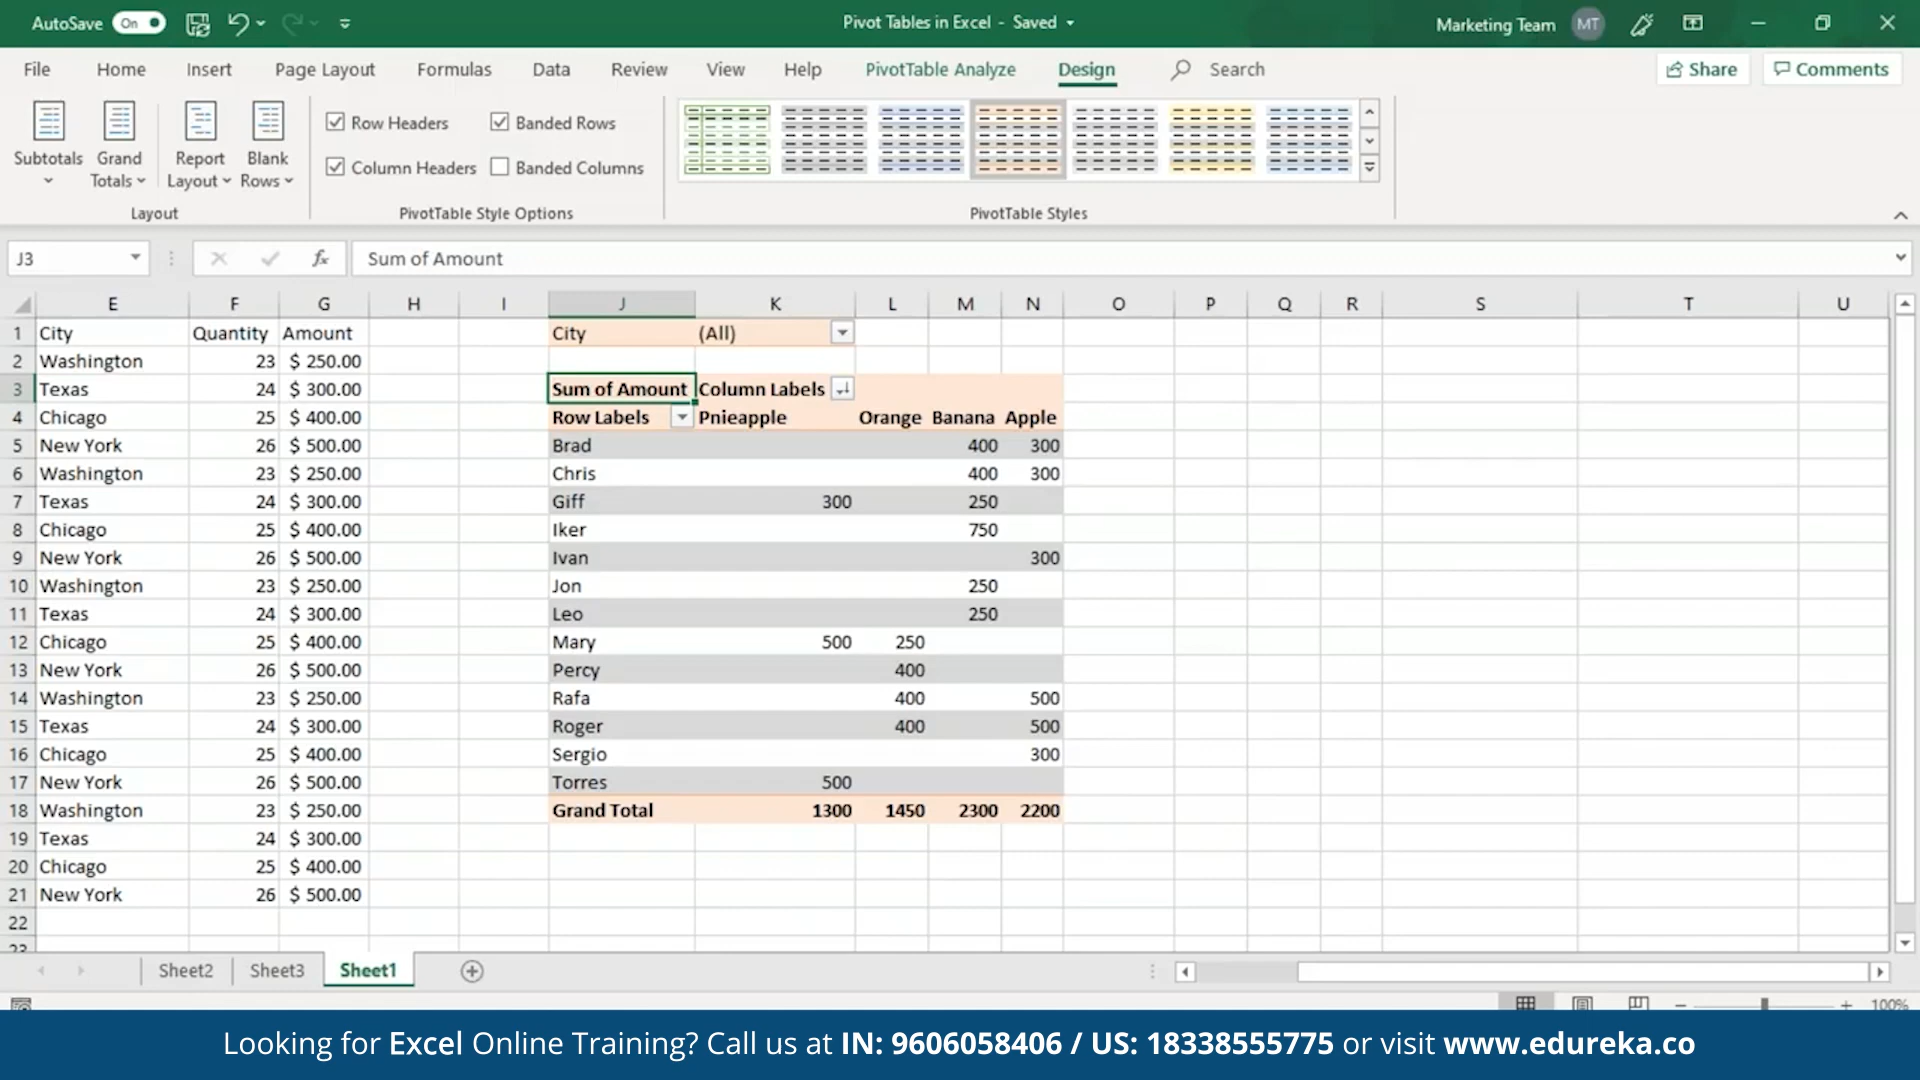 AutoSave On Pivot Tables in Excel - Saved Marketing Team MT
File Home Insert Page Layout Formulas Data Review View Help PivotTable Analyze Design Search Share Comments
Subtotals Grand Totals Report Layout Blank Rows
Row Headers Banded Rows
Column Headers Banded Columns
Layout PivotTable Style Options PivotTable Styles
J3 fx Sum of Amount
E F G H I J K L M N O P Q R S T U
1 City Quantity Amount City (All)
2 Washington 23 $ 250.00
3 Texas 24 $ 300.00 Sum of Amount Column Labels
4 Chicago 25 $ 400.00 Row Labels Pnieapple Orange Banana Apple
5 New York 26 $ 500.00 Brad 400 300
6 Washington 23 $ 250.00 Chris 400 300
7 Texas 24 $ 300.00 Giff 300 250
8 Chicago 25 $ 400.00 Iker 750
9 New York 26 $ 500.00 Ivan 300
10 Washington 23 $ 250.00 Jon 250
11 Texas 24 $ 300.00 Leo 250
12 Chicago 25 $ 400.00 Mary 500 250
13 New York 26 $ 500.00 Percy 400
14 Washington 23 $ 250.00 Rafa 400 500
15 Texas 24 $ 300.00 Roger 400 500
16 Chicago 25 $ 400.00 Sergio 300
17 New York 26 $ 500.00 Torres 500
18 Washington 23 $ 250.00 Grand Total 1300 1450 2300 2200
19 Texas 24 $ 300.00
20 Chicago 25 $ 400.00
21 New York 26 $ 500.00
22
23
Sheet2 Sheet3 Sheet1
100%
Looking for Excel Online Training? Call us at IN: 9606058406 / US: 18338555775 or visit www.edureka.co